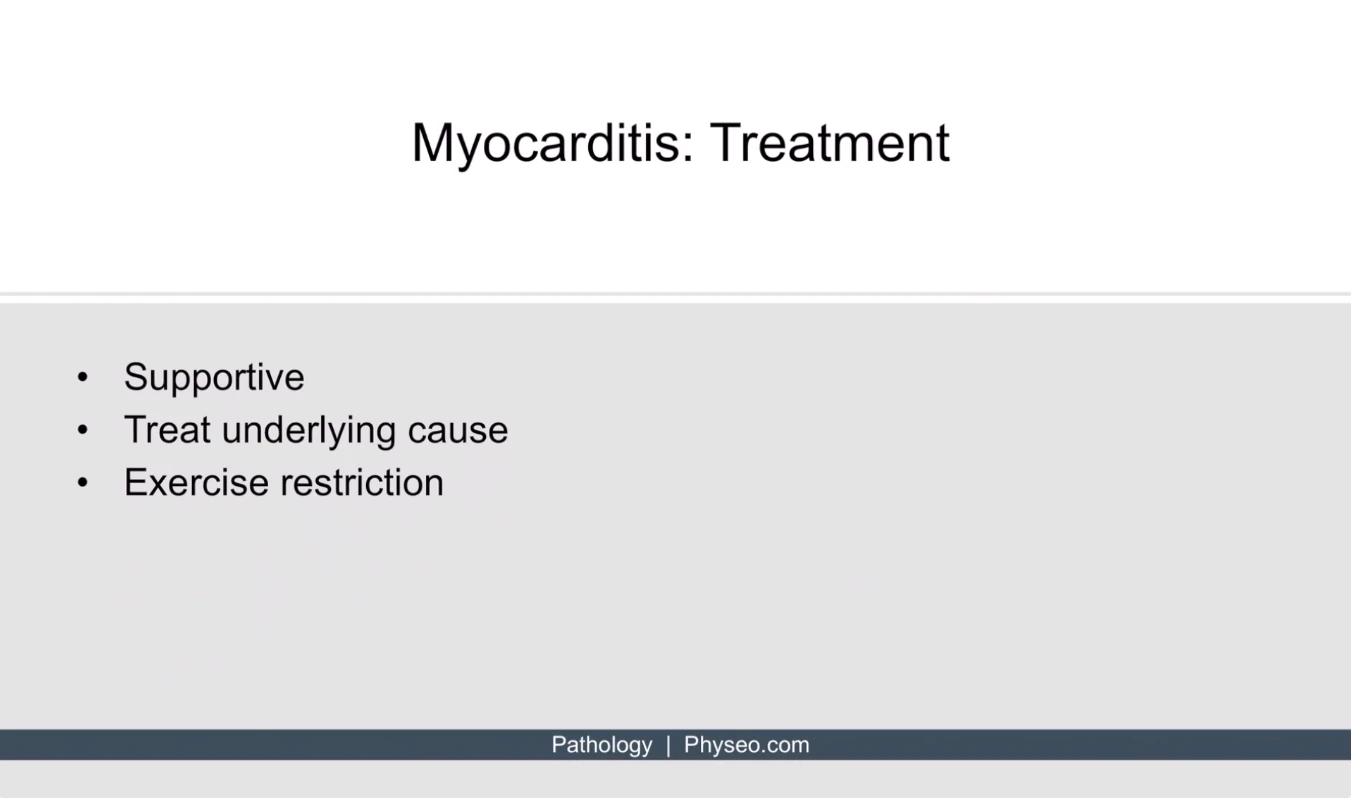 Myocarditis: Treatment
• Supportive
• Treat underlying cause
• Exercise restriction
Pathology | Physeo.com